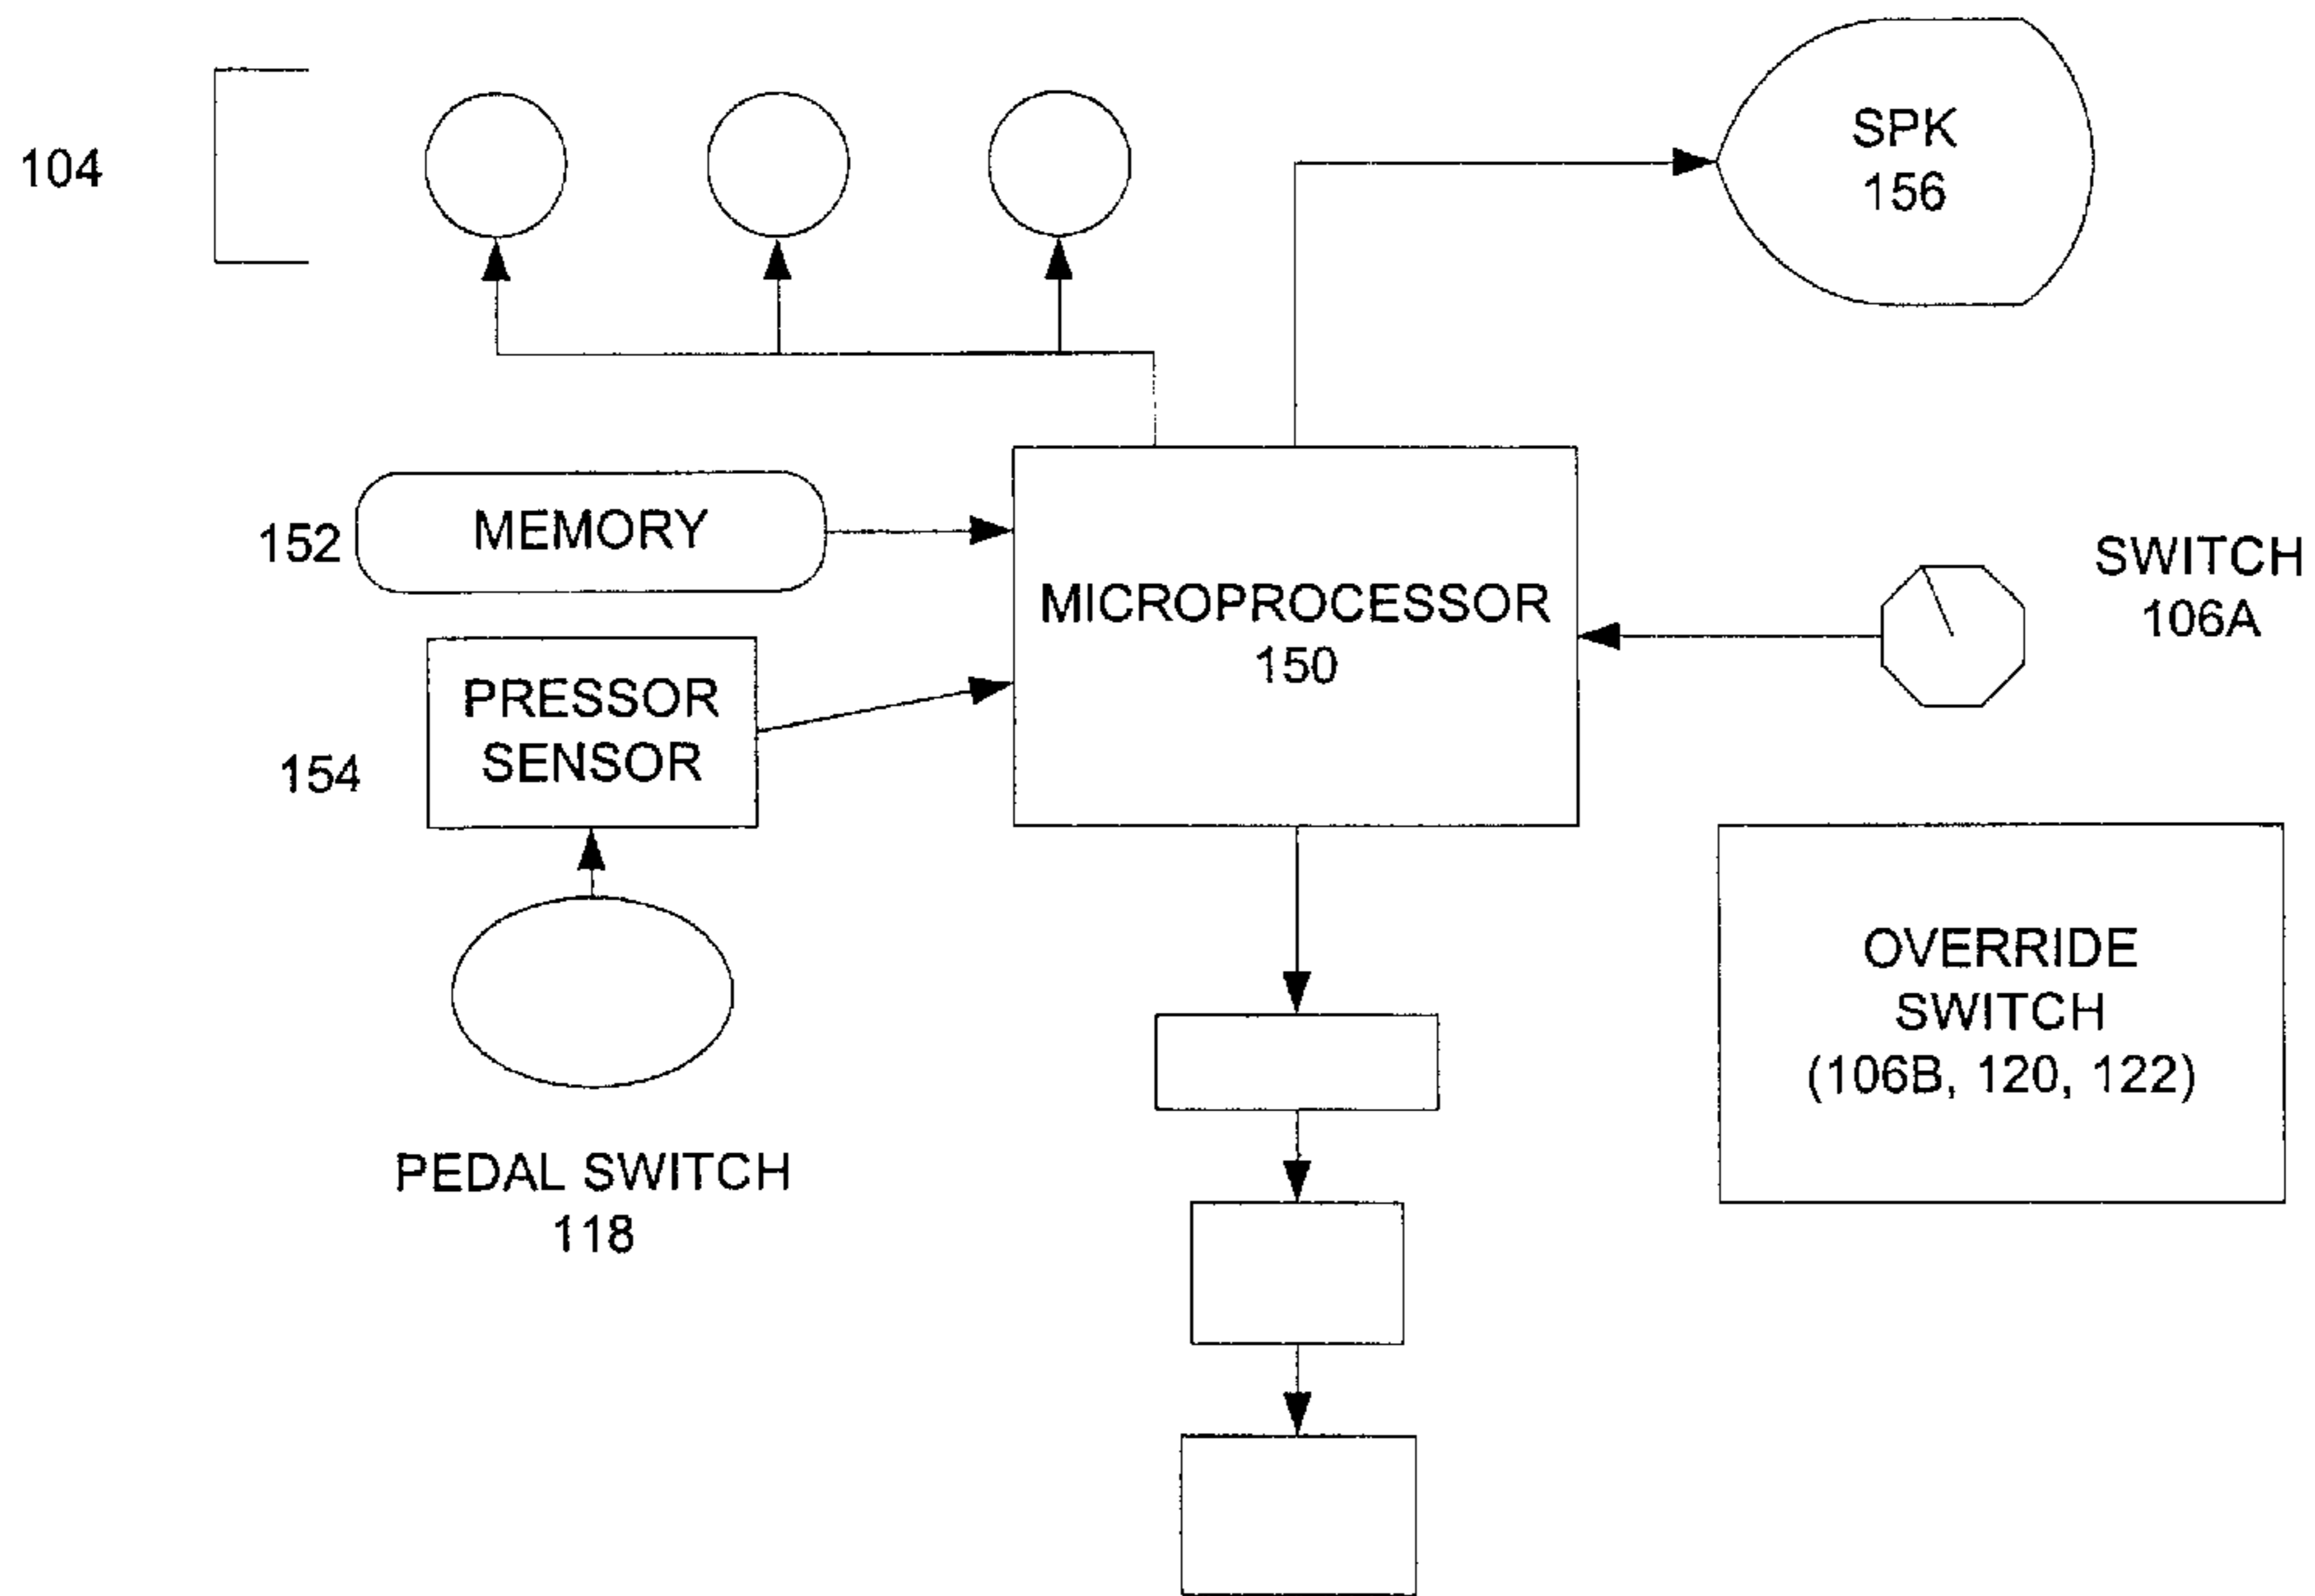 104
SPK
156
152
MEMORY
MICROPROCESSOR
150
SWITCH
106A
154
PRESSOR
SENSOR
OVERRIDE
SWITCH
(106B, 120, 122)
PEDAL SWITCH
118